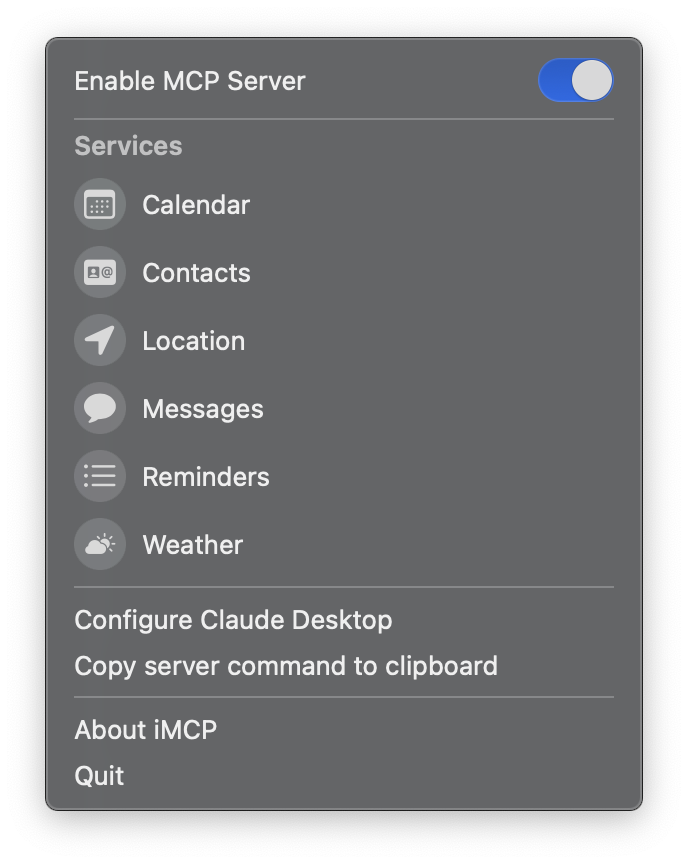 Enable MCP Server
Services
Calendar
Contacts
Location
Messages
Reminders
Weather
Configure Claude Desktop
Copy server command to clipboard
About iMCP
Quit